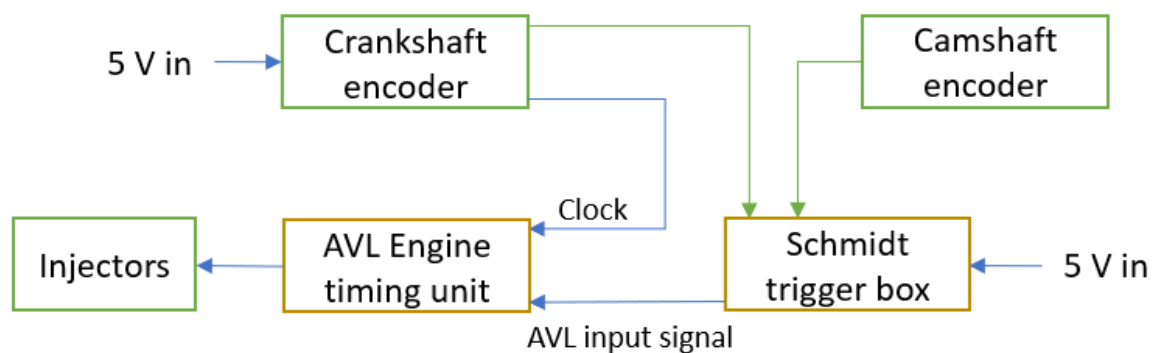 5 V in
Crankshaft
encoder
Camshaft
encoder
Clock
Injectors
AVL Engine
timing unit
Schmidt
trigger box
5 V in
AVL input signal